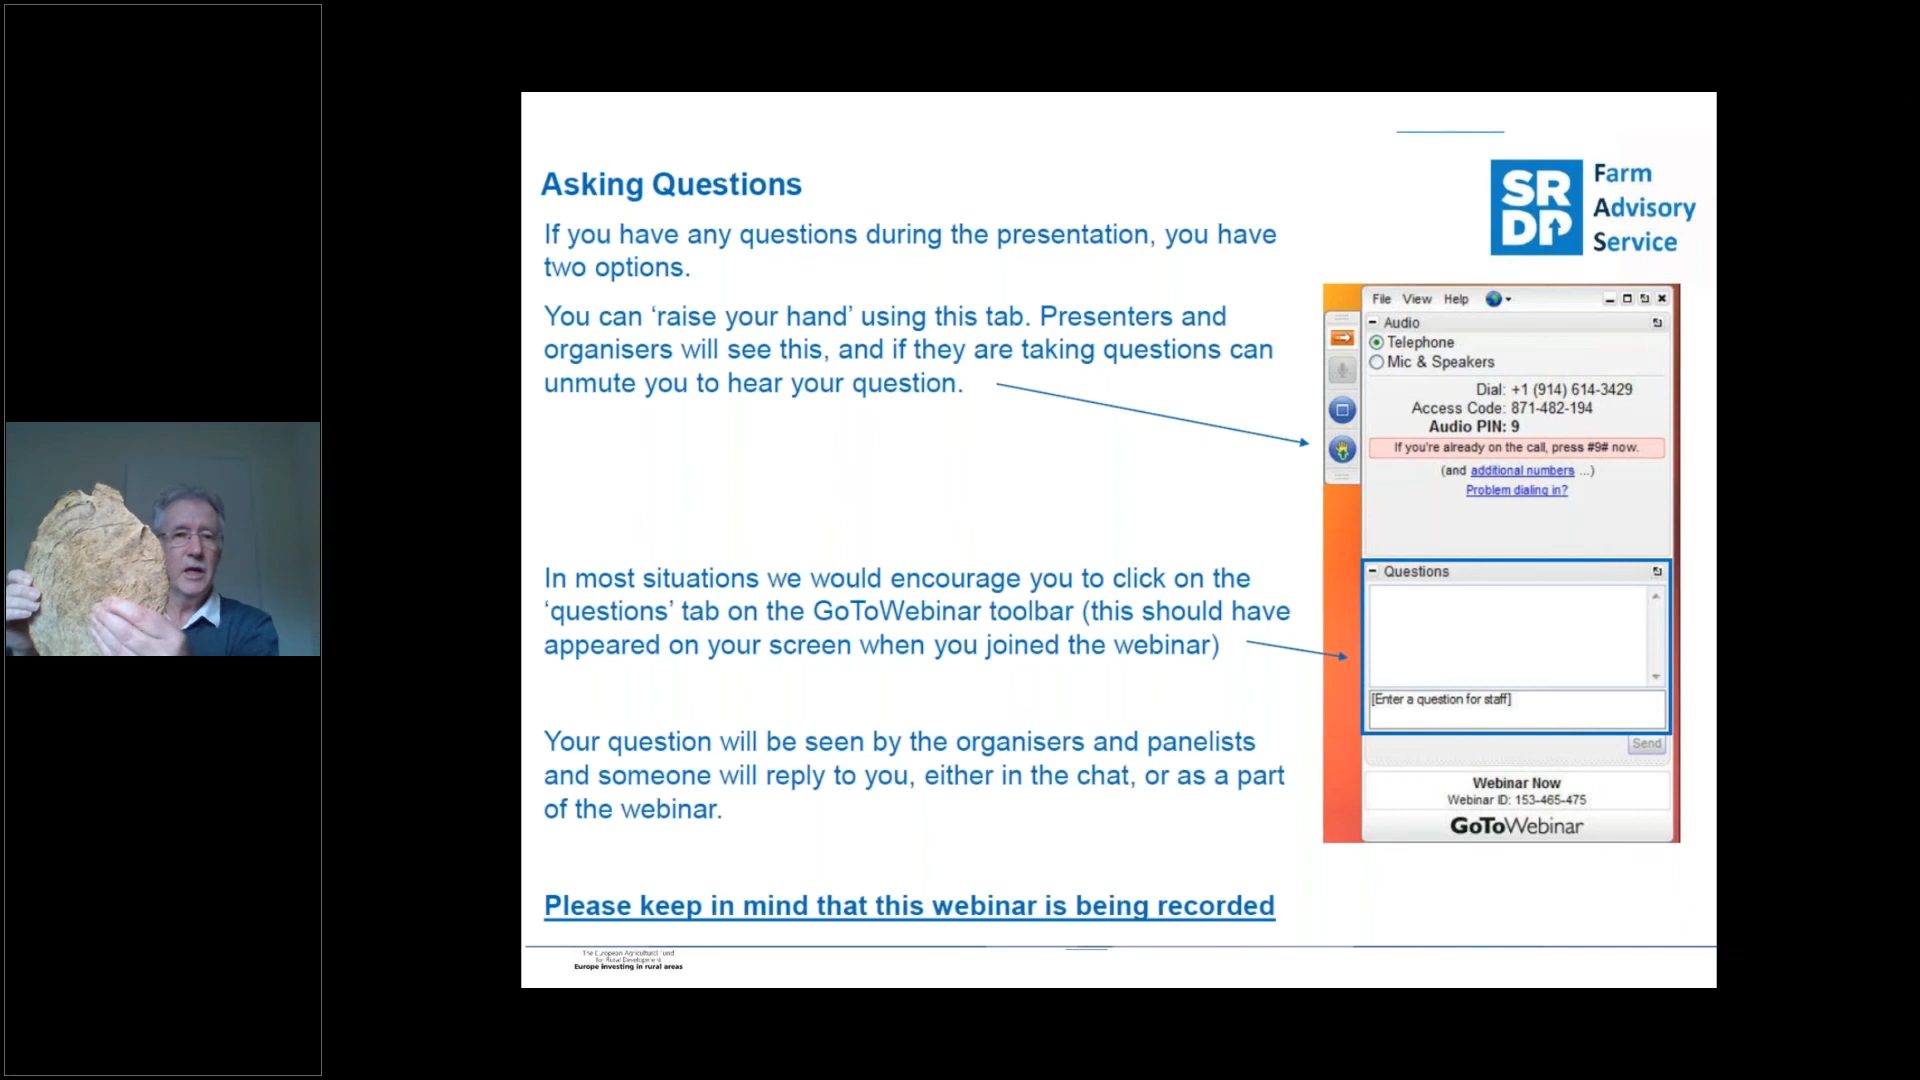 Asking Questions
If you have any questions during the presentation, you have
two options.
You can ‘raise your hand’ using this tab. Presenters and
organisers will see this, and if they are taking questions can
unmute you to hear your question.
In most situations we would encourage you to click on the
‘questions’ tab on the GoToWebinar toolbar (this should have
appeared on your screen when you joined the webinar)
Your question will be seen by the organisers and panelists
and someone will reply to you, either in the chat, or as a part
of the webinar.
Please keep in mind that this webinar is being recorded
The European Agricultural Fund
for Rural Development
Europe investing in rural areas
SR
DP
Farm
Advisory
Service
File View Help
Audio
Telephone
Mic & Speakers
Dial: +1 (914) 614-3429
Access Code: 871-482-194
Audio PIN: 9
If you're already on the call, press #9# now.
(and additional numbers ...)
Problem dialing in?
Questions
[Enter a question for staff]
Send
Webinar Now
Webinar ID: 153-465-475
GoToWebinar